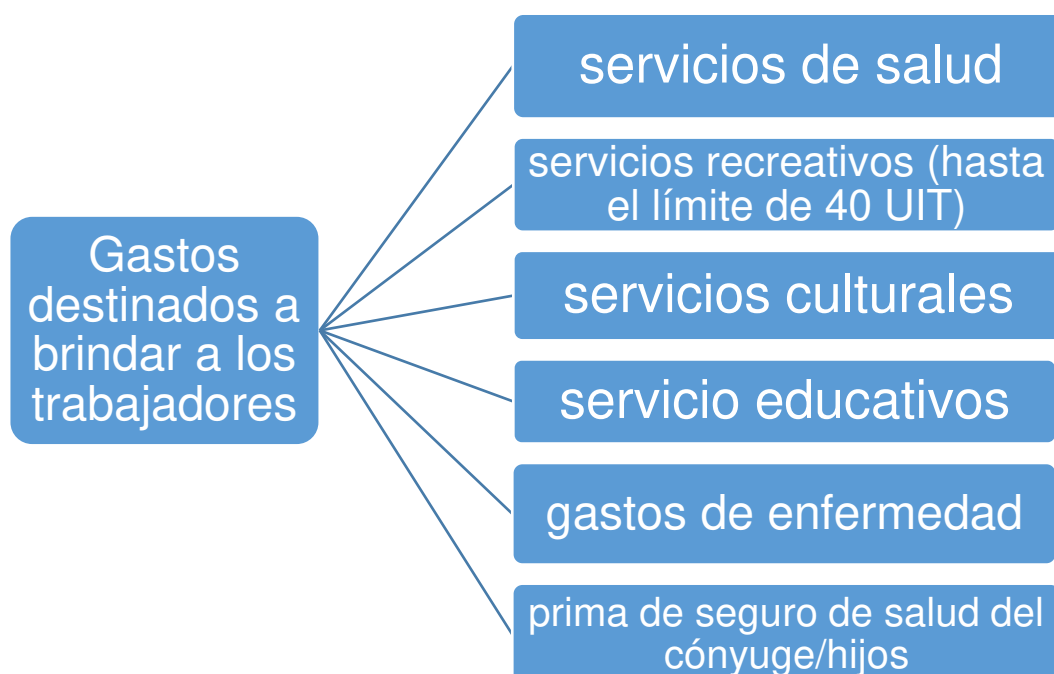 Gastos
destinados a
brindar a los
trabajadores
servicios de salud
servicios recreativos (hasta
el límite de 40 UIT)
servicios culturales
servicio educativos
gastos de enfermedad
prima de seguro de salud del
cónyuge/hijos